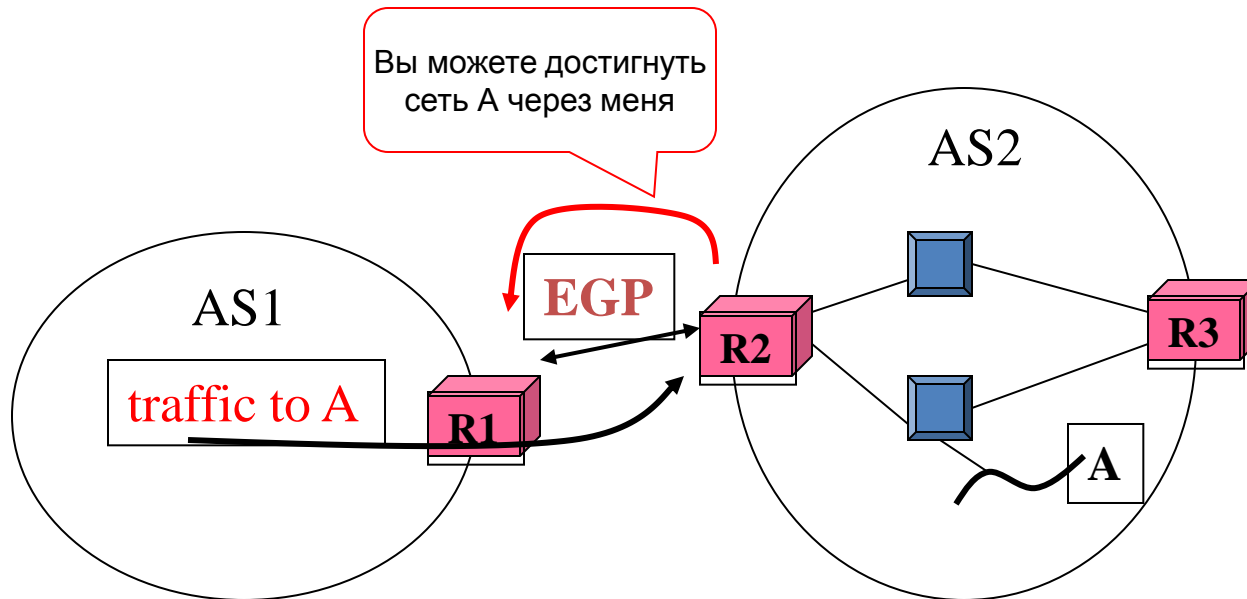 Вы можете достигнуть
сеть А через меня
AS2
EGP
AS1
R2
R3
traffic to A
R1
A